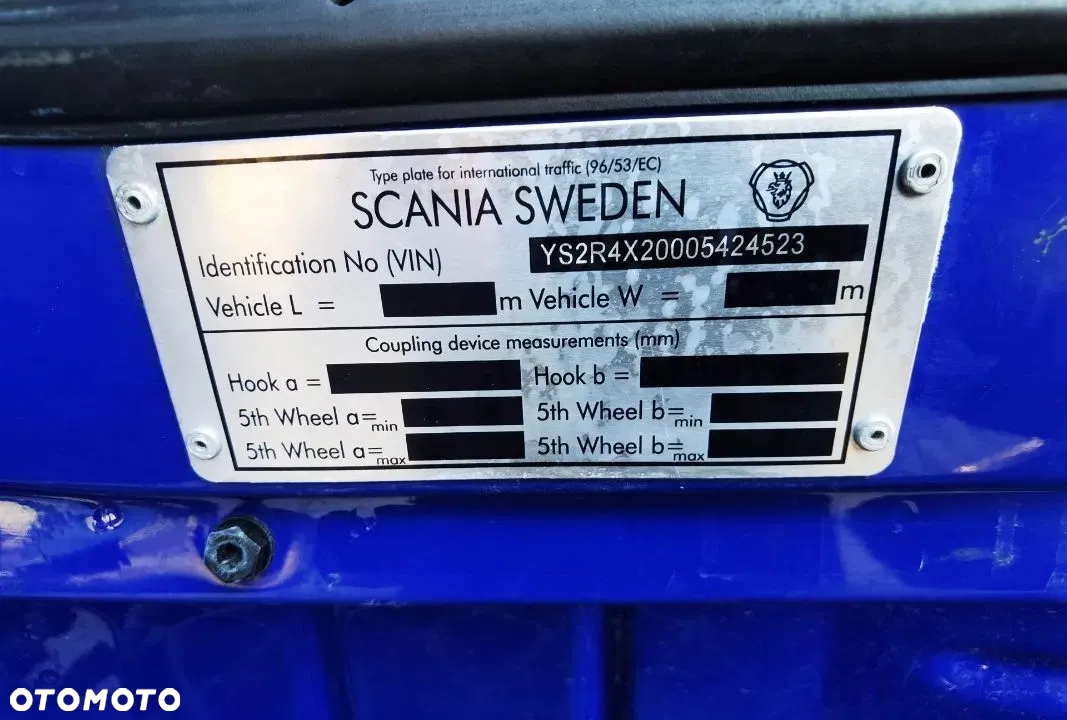 Type plate for international traffic (96/53/EC)
SCANIA SWEDEN
Identification No (VIN) YS2R4X20005424523
Vehicle L = m Vehicle W = m
Coupling device measurements (mm)
Hook a = Hook b =
5th Wheel a=min 5th Wheel b=min
5th Wheel a=max 5th Wheel b=max
OTOMOTO